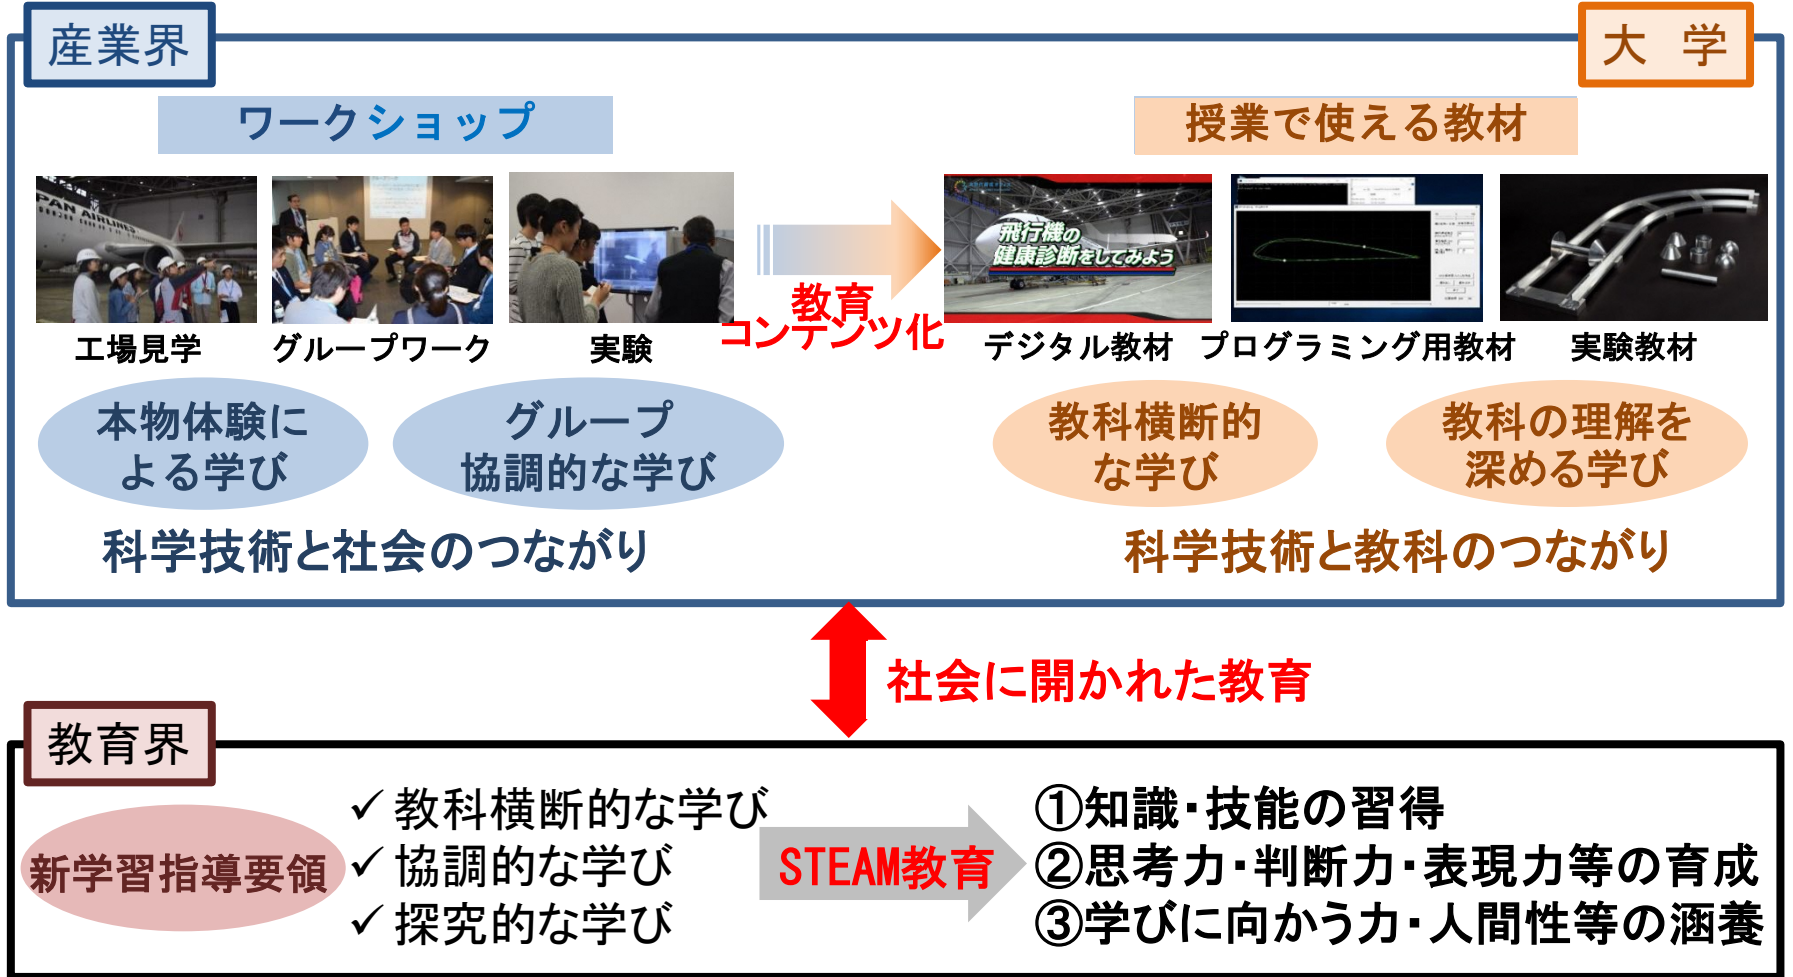 産業界
大　学
ワークショップ
授業で使える教材
PAN AIRLINES
飛行機の
健康診断をしてみよう
教育
コンテンツ化
工場見学
グループワーク
実験
デジタル教材
プログラミング用教材
実験教材
本物体験に
よる学び
グループ
協調的な学び
教科横断的
な学び
教科の理解を
深める学び
科学技術と社会のつながり
科学技術と教科のつながり
社会に開かれた教育
教育界
新学習指導要領
✓教科横断的な学び
✓協調的な学び
✓探究的な学び
STEAM教育
①知識・技能の習得
②思考力・判断力・表現力等の育成
③学びに向かう力・人間性等の涵養